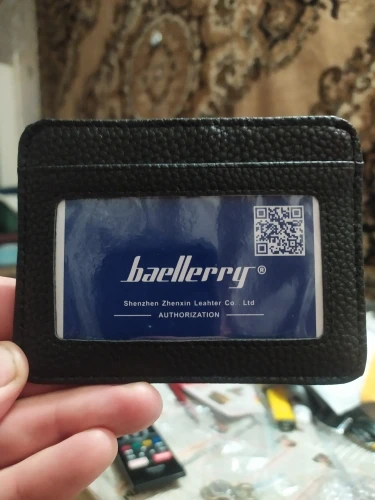 baellerry®
Shenzhen Zhenxin Leahter Co. Ltd
AUTHORIZATION